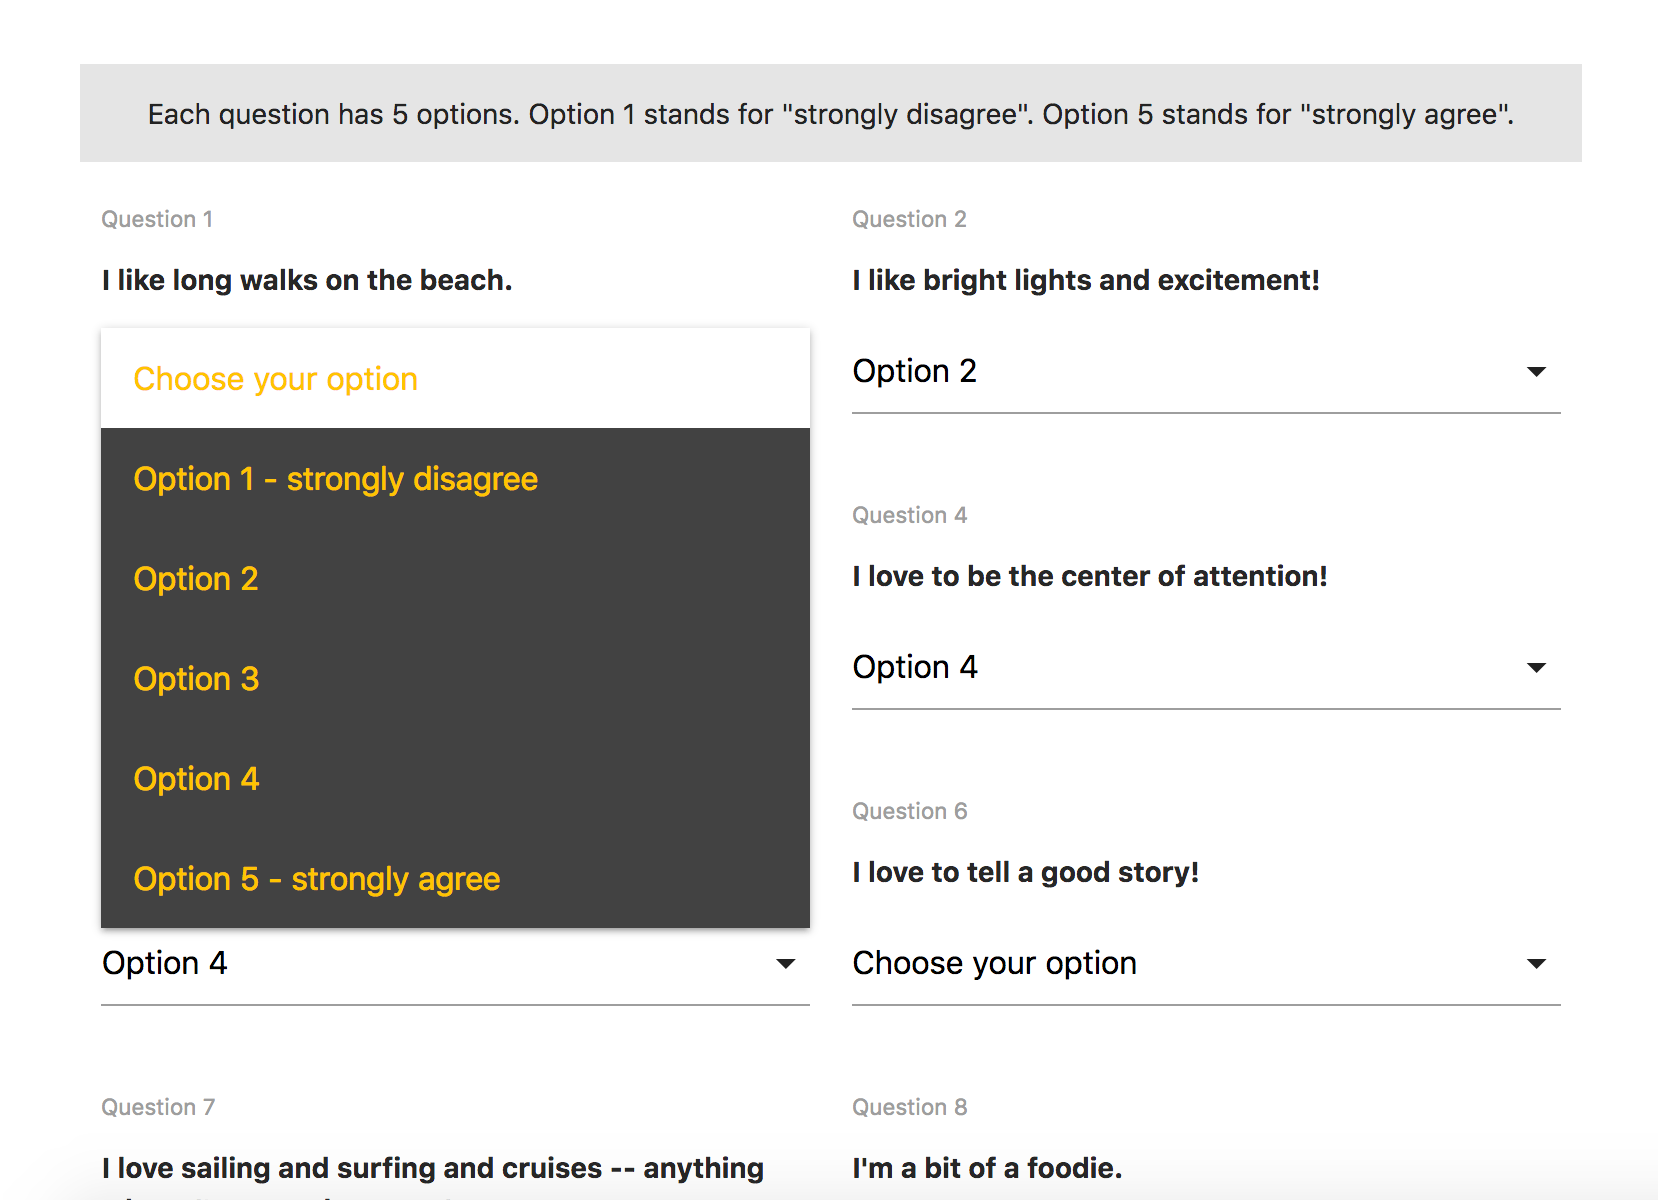 Each question has 5 options. Option 1 stands for "strongly disagree". Option 5 stands for "strongly agree".
Question 1
I like long walks on the beach.
Choose your option
Option 1 - strongly disagree
Option 2
Option 3
Option 4
Option 5 - strongly agree
Option 4
Question 2
I like bright lights and excitement!
Option 2
Question 4
I love to be the center of attention!
Option 4
Question 6
I love to tell a good story!
Choose your option
Question 7
I love sailing and surfing and cruises -- anything
Question 8
I'm a bit of a foodie.